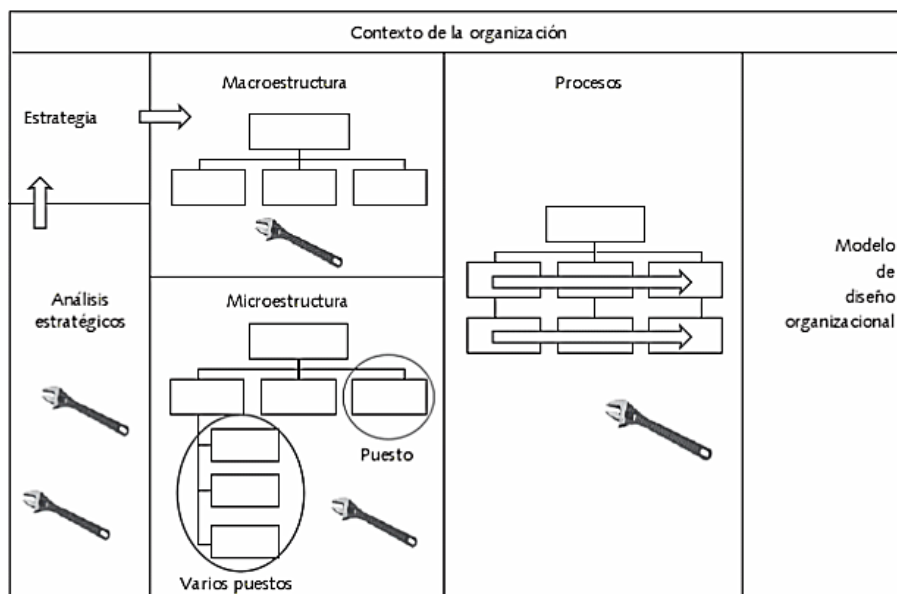 Contexto de la organización
Estrategia
Análisis
estratégicos
Macroestructura
Microestructura
Puesto
Varios puestos
Procesos
Modelo
de
diseño
organizacional